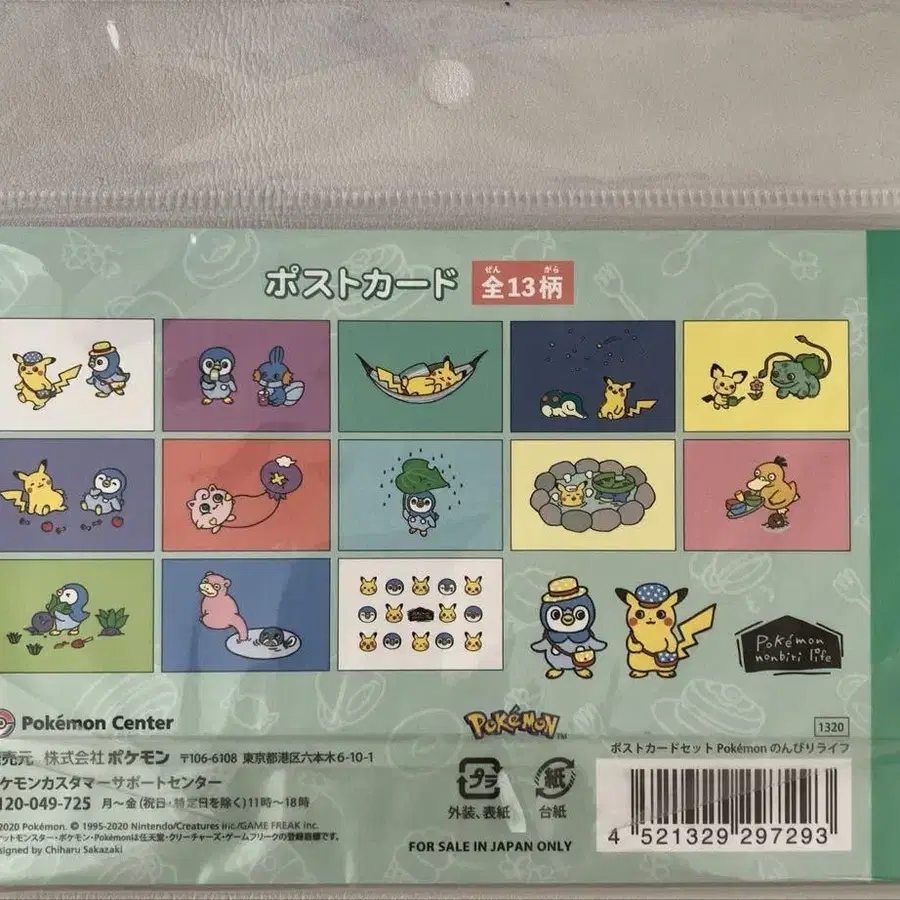 ポストカード
ぜん がら
全13柄
Pokémon
nonbiri life
Pokémon Center
POKÉMON TM
1320
売元 株式会社ポケモン 〒106-6108 東京都港区六本木6-10-1
ケモンカスタマーサポートセンター
120-049-725 月〜金(祝日、特定日を除く)11時〜18時
2020 Pokémon. © 1995-2020 Nintendo/Creatures Inc./GAME FREAK inc.
ットモンスター・ポケモン・Pokémonは任天堂・クリーチャーズ・ゲームフリークの登録商標です。
signed by Chiharu Sakazaki
プラ
外装、表紙
紙
台紙
FOR SALE IN JAPAN ONLY
ポストカードセット Pokémon のんびりライフ
4 521329 297293